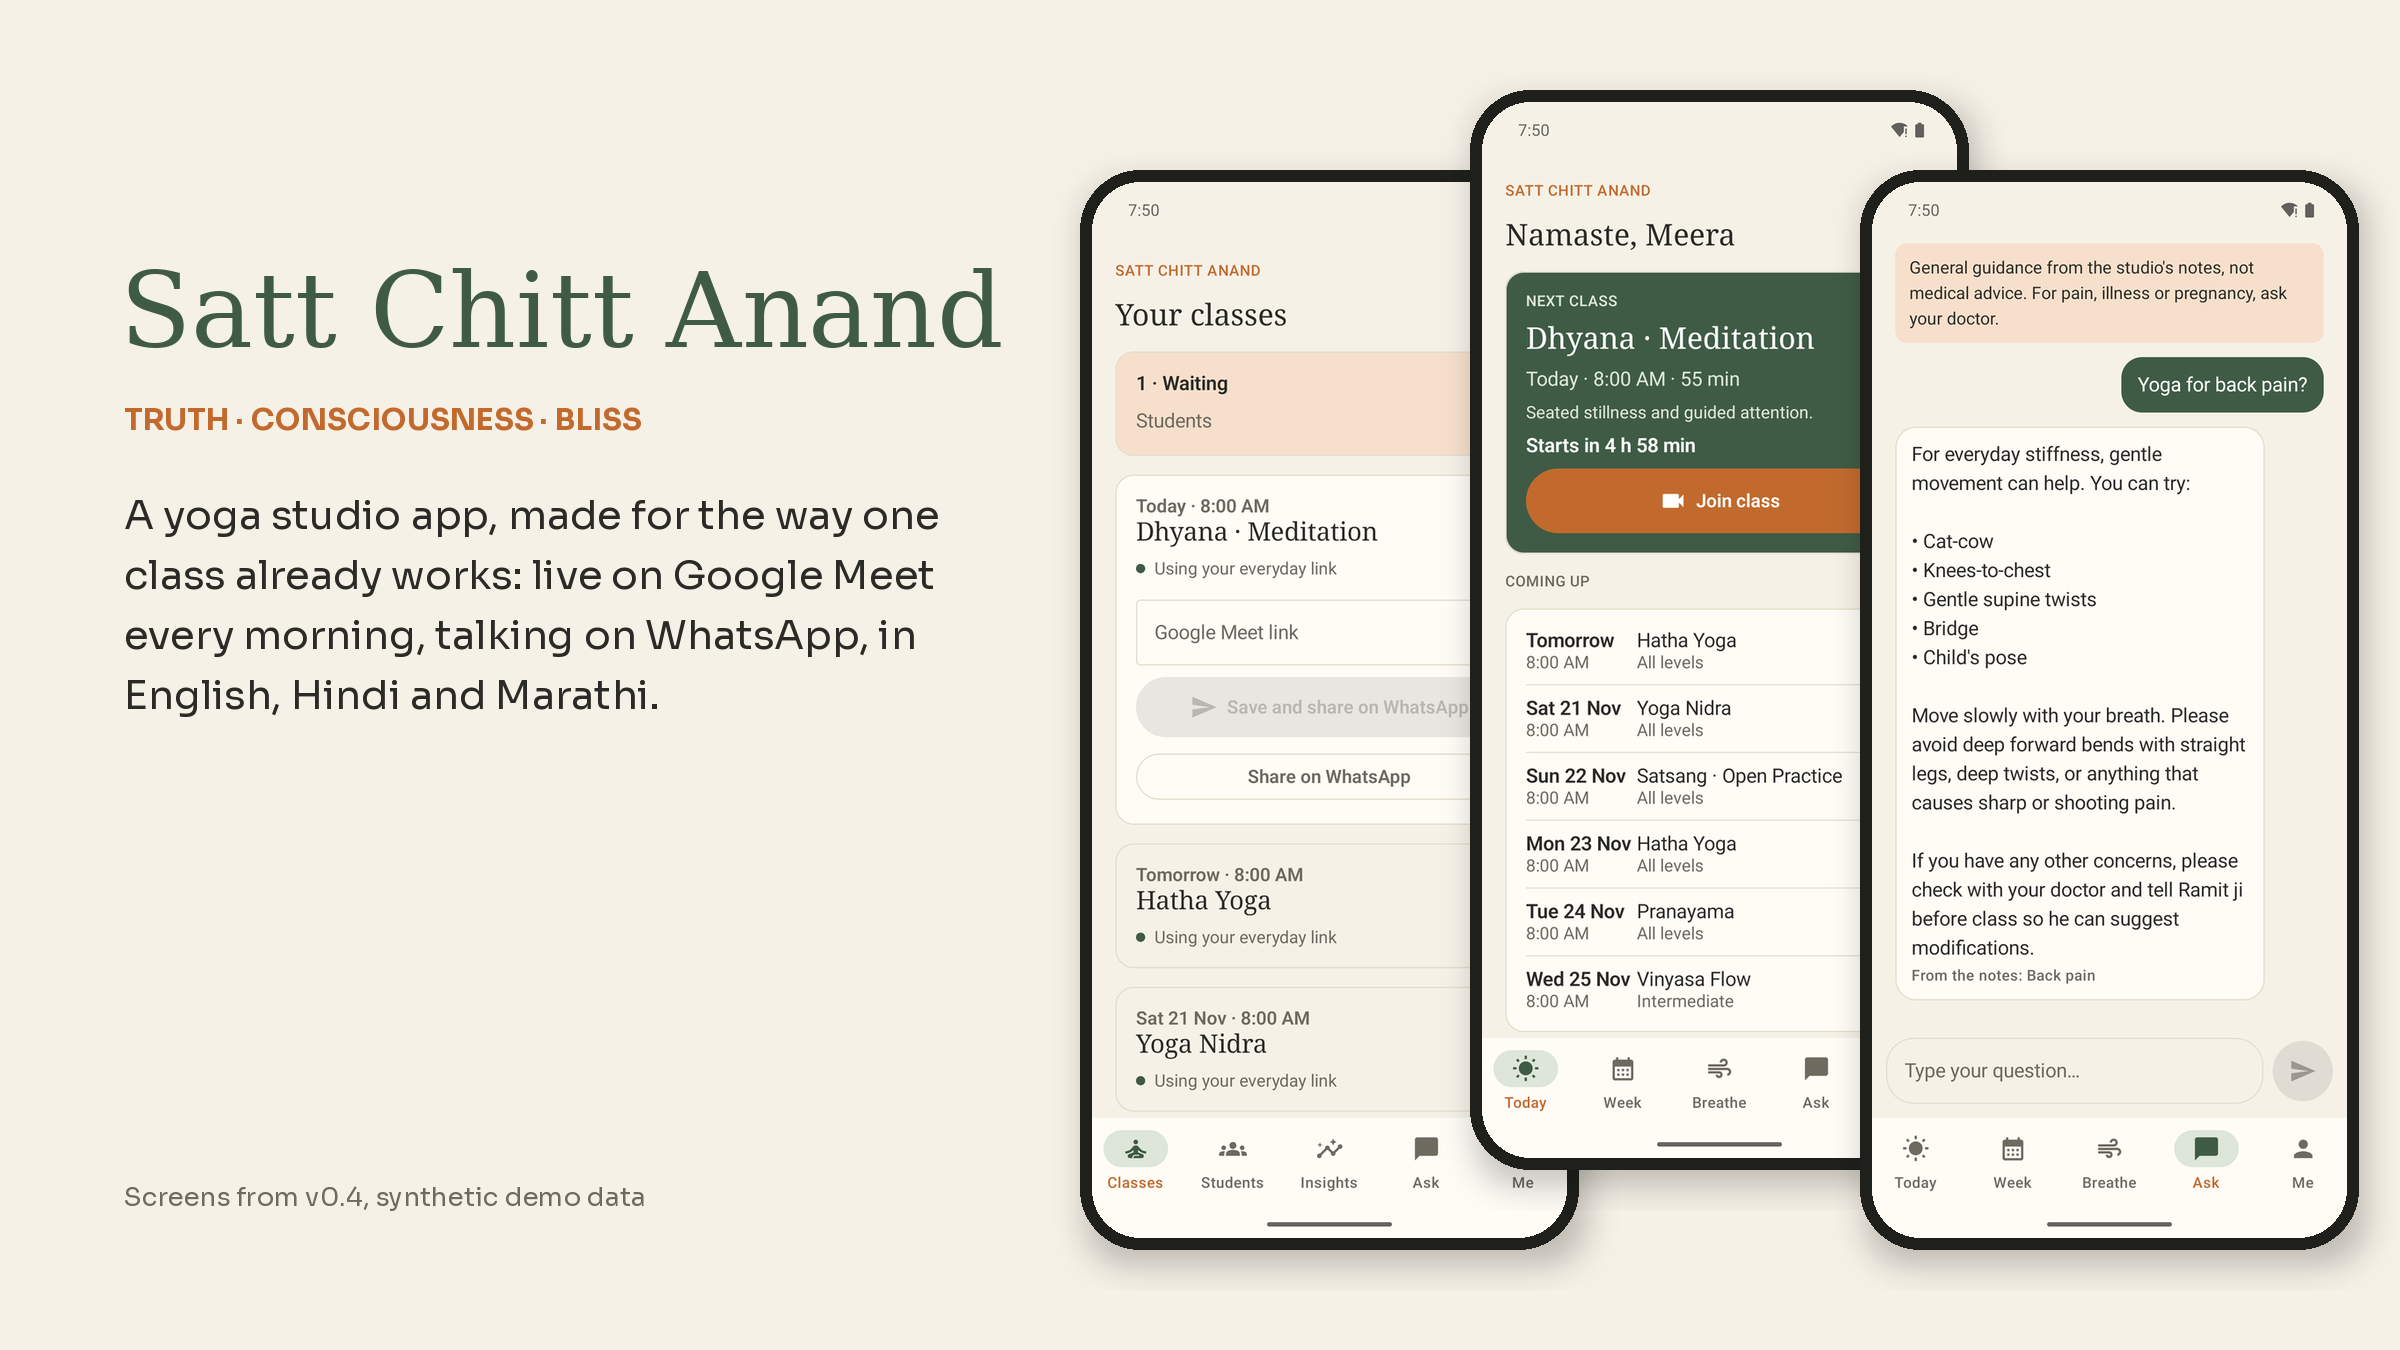 Satt Chitt Anand
TRUTH · CONSCIOUSNESS · BLISS
A yoga studio app, made for the way one
class already works: live on Google Meet
every morning, talking on WhatsApp, in
English, Hindi and Marathi.
Screens from v0.4, synthetic demo data
7:50
SATT CHITT ANAND
Your classes
1 · Waiting
Students
Today · 8:00 AM
Dhyana · Meditation
Using your everyday link
Google Meet link
Save and share on WhatsApp
Share on WhatsApp
Tomorrow · 8:00 AM
Hatha Yoga
Using your everyday link
Sat 21 Nov · 8:00 AM
Yoga Nidra
Using your everyday link
Classes
Students
Insights
Ask
Me
7:50
SATT CHITT ANAND
Namaste, Meera
NEXT CLASS
Dhyana · Meditation
Today · 8:00 AM · 55 min
Seated stillness and guided attention.
Starts in 4 h 58 min
Join class
COMING UP
Tomorrow Hatha Yoga
8:00 AM All levels
Sat 21 Nov Yoga Nidra
8:00 AM All levels
Sun 22 Nov Satsang · Open Practice
8:00 AM All levels
Mon 23 Nov Hatha Yoga
8:00 AM All levels
Tue 24 Nov Pranayama
8:00 AM All levels
Wed 25 Nov Vinyasa Flow
8:00 AM Intermediate
Today
Week
Breathe
Ask
7:50
General guidance from the studio's notes, not
medical advice. For pain, illness or pregnancy, ask
your doctor.
Yoga for back pain?
For everyday stiffness, gentle
movement can help. You can try:
• Cat-cow
• Knees-to-chest
• Gentle supine twists
• Bridge
• Child's pose
Move slowly with your breath. Please
avoid deep forward bends with straight
legs, deep twists, or anything that
causes sharp or shooting pain.
If you have any other concerns, please
check with your doctor and tell Ramit ji
before class so he can suggest
modifications.
From the notes: Back pain
Type your question...
Today
Week
Breathe
Ask
Me